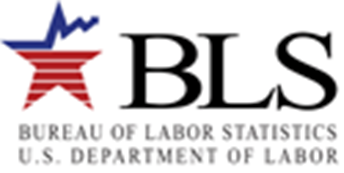 BLS
BUREAU OF LABOR STATISTICS
U.S. DEPARTMENT OF LABOR